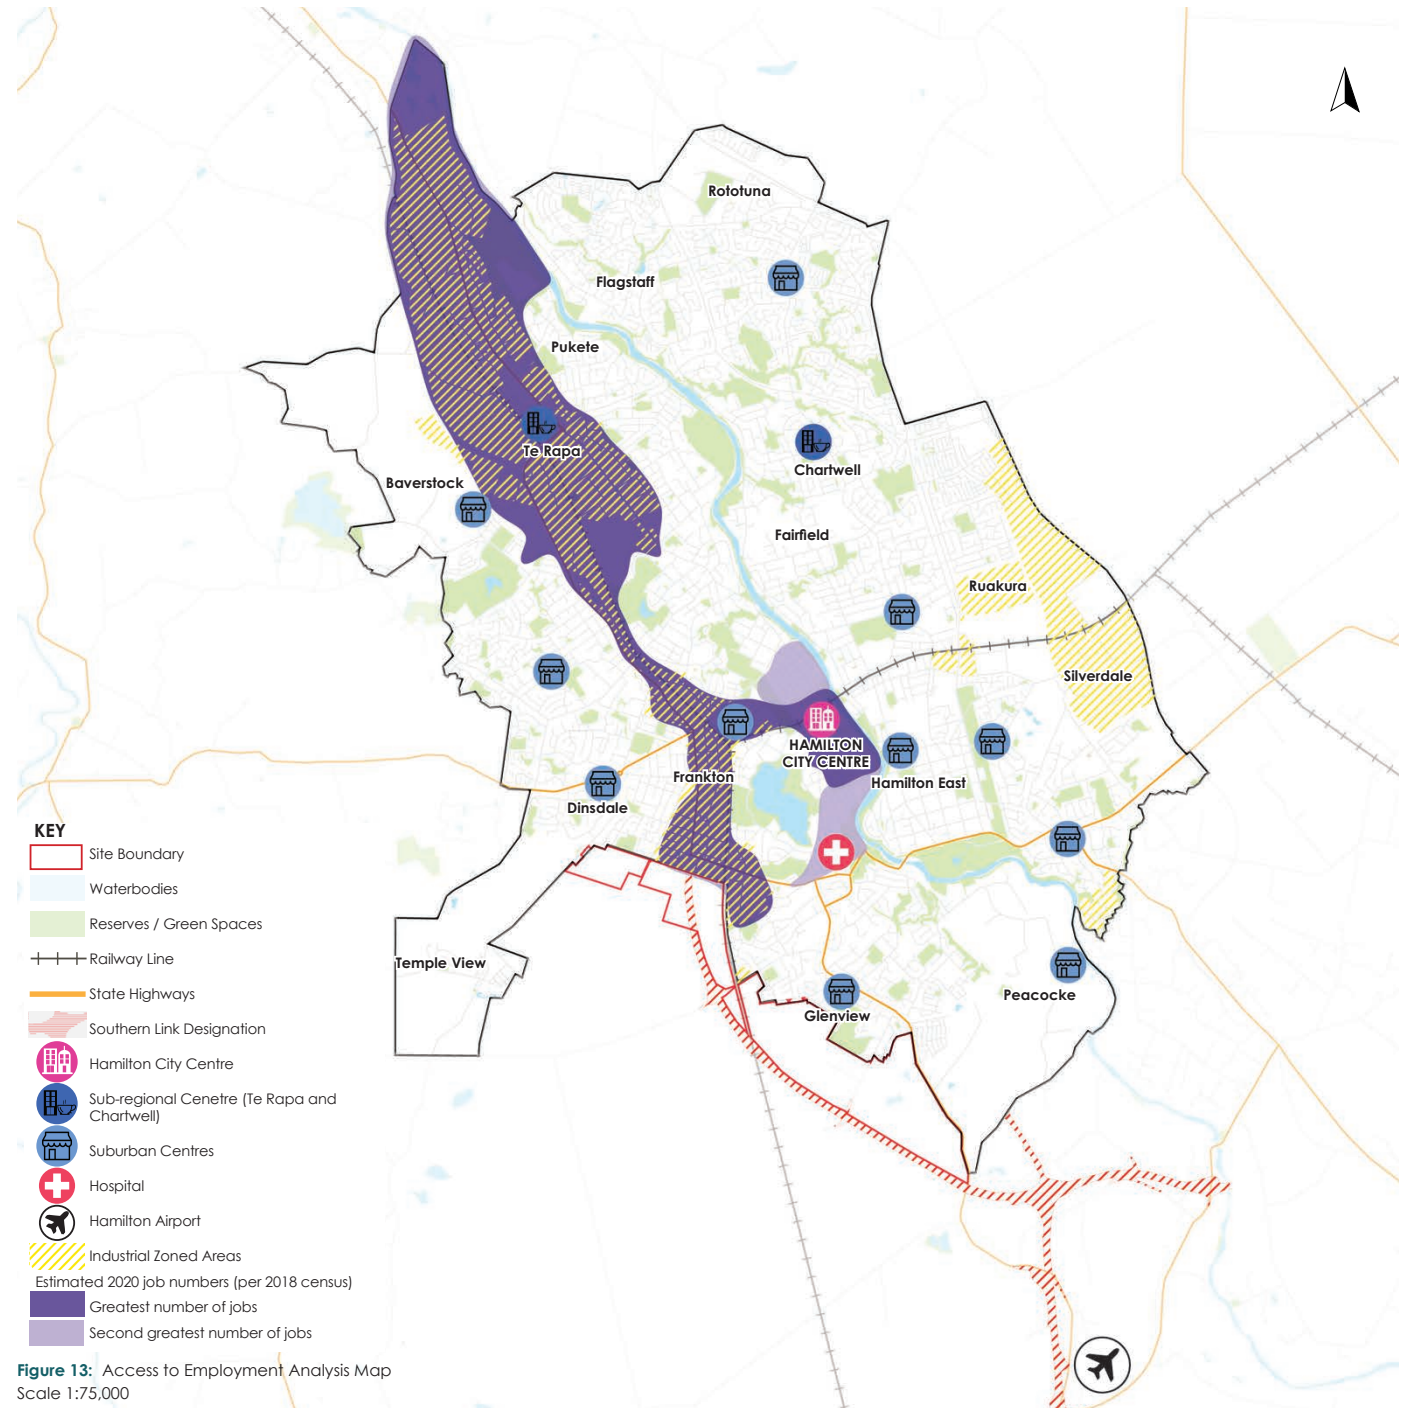 Rototuna
Flagstaff
Pukete
Te Rapa
Chartwell
Baverstock
Fairfield
Ruakura
Silverdale
HAMILTON
CITY CENTRE
Frankton
Hamilton East
Dinsdale
Temple View
Peacocke
Glenview
KEY
Site Boundary
Waterbodies
Reserves / Green Spaces
Railway Line
State Highways
Southern Link Designation
Hamilton City Centre
Sub-regional Cenetre (Te Rapa and
Chartwell)
Suburban Centres
Hospital
Hamilton Airport
Industrial Zoned Areas
Estimated 2020 job numbers (per 2018 census)
Greatest number of jobs
Second greatest number of jobs
Figure 13: Access to Employment Analysis Map
Scale 1:75,000